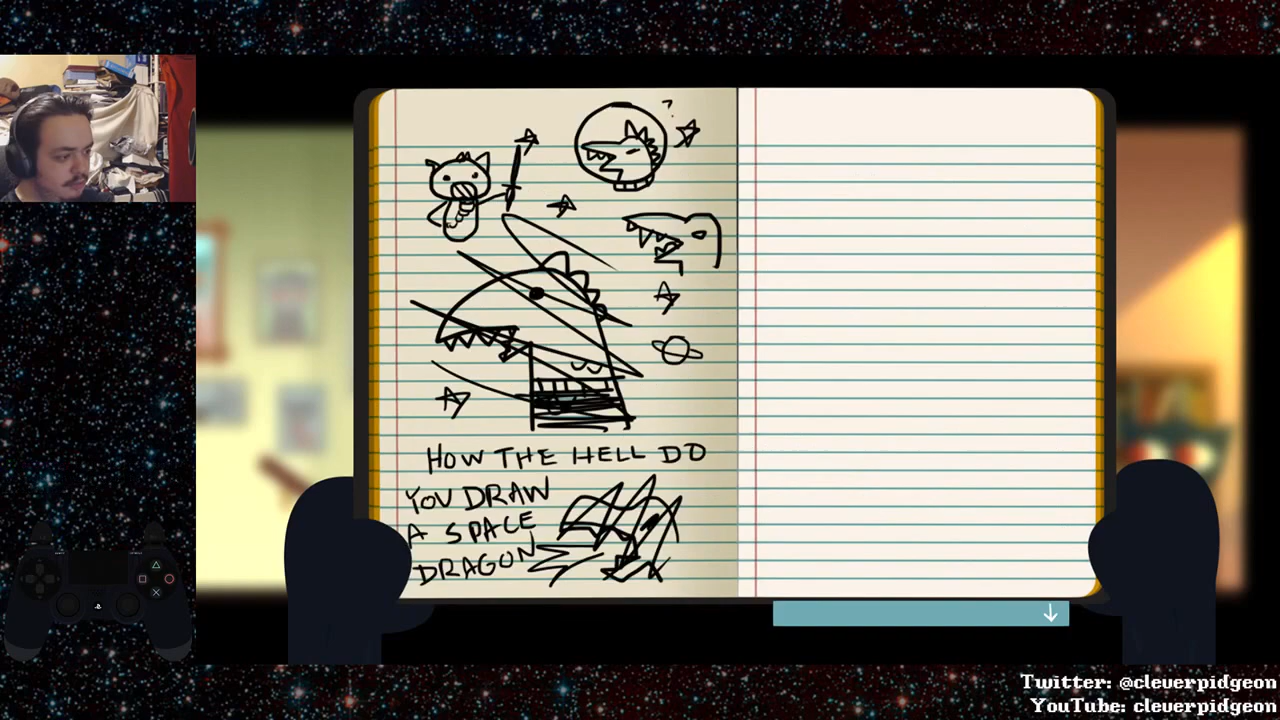 HOW THE HELL DO
YOU DRAW
A SPACE
DRAGON
Twitter: @cleverpidgeon
YouTube: cleverpidgeon